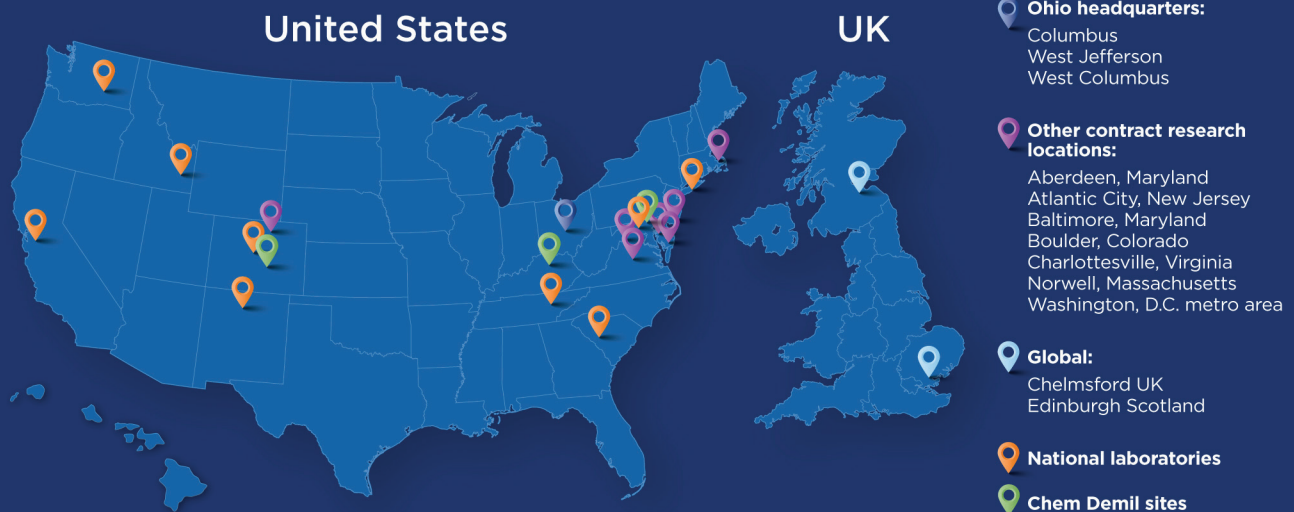 United States
UK
Ohio headquarters:
Columbus
West Jefferson
West Columbus
Other contract research
locations:
Aberdeen, Maryland
Atlantic City, New Jersey
Baltimore, Maryland
Boulder, Colorado
Charlottesville, Virginia
Norwell, Massachusetts
Washington, D.C. metro area
Global:
Chelmsford UK
Edinburgh Scotland
National laboratories
Chem Demil sites